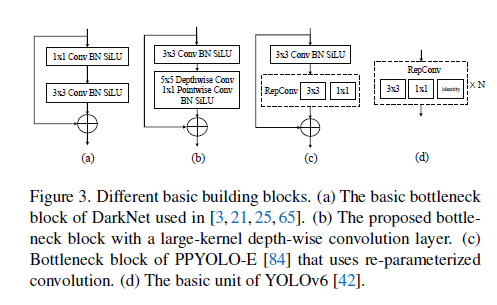 1x1 Conv BN SiLU
3x3 Conv BN SiLU
(a)
3x3 Conv BN SiLU
5x5 Depthwise Conv
1x1 Pointwise Conv
BN SiLU
(b)
3x3 Conv BN SiLU
RepConv 3x3 1x1
(c)
RepConv
3x3 1x1 identity X N
(d)
Figure 3. Different basic building blocks. (a) The basic bottleneck
block of DarkNet used in [3,21,25,65]. (b) The proposed bottle-
neck block with a large-kernel depth-wise convolution layer. (c)
Bottleneck block of PPYOLO-E [84] that uses re-parameterized
convolution. (d) The basic unit of YOLOv6 [42].